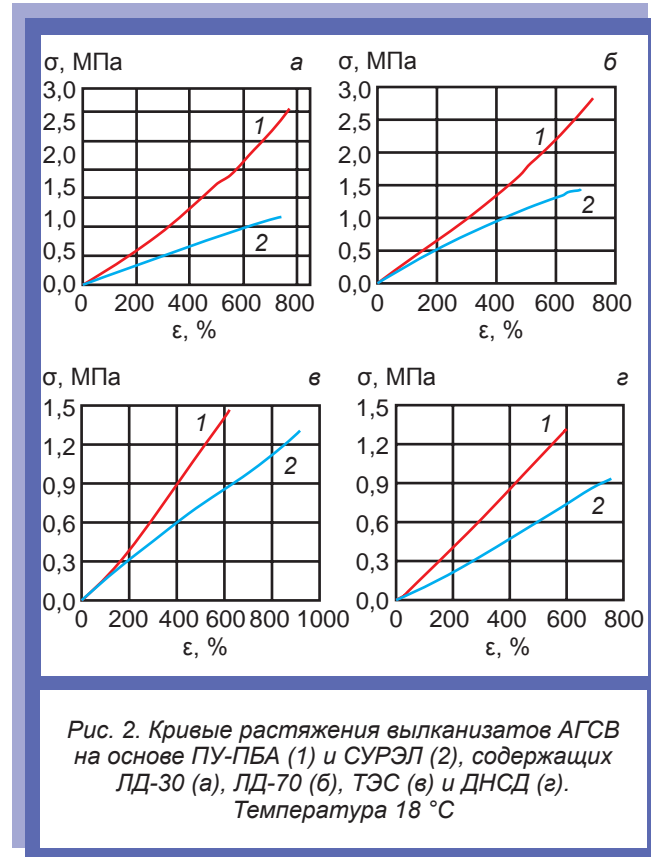 σ, МПа а
3,0
2,5
2,0
1,5
1,0
0,5
0,0
1
2
0 200 400 600 800
ε, %
σ, МПа б
3,0
2,5
2,0
1,5
1,0
0,5
0,0
1
2
0 200 400 600 800
ε, %
σ, МПа в
1,5
1,2
0,9
0,6
0,3
0,0
1
2
0 200 400 600 800 1000
ε, %
σ, МПа г
1,5
1,2
0,9
0,6
0,3
0,0
1
2
0 200 400 600 800
ε, %
Рис. 2. Кривые растяжения вылканизатов АГСВ
на основе ПУ-ПБА (1) и СУРЭЛ (2), содержащих
ЛД-30 (а), ЛД-70 (б), ТЭС (в) и ДНСД (г).
Температура 18 °С